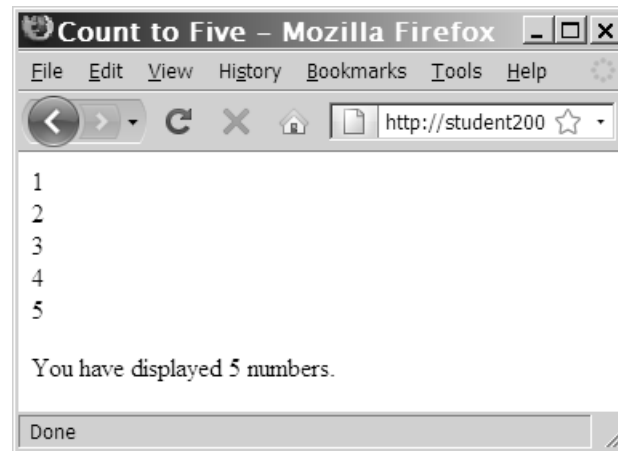 Count to Five – Mozilla Firefox
File Edit View History Bookmarks Tools Help
http://student200
1
2
3
4
5
You have displayed 5 numbers.
Done